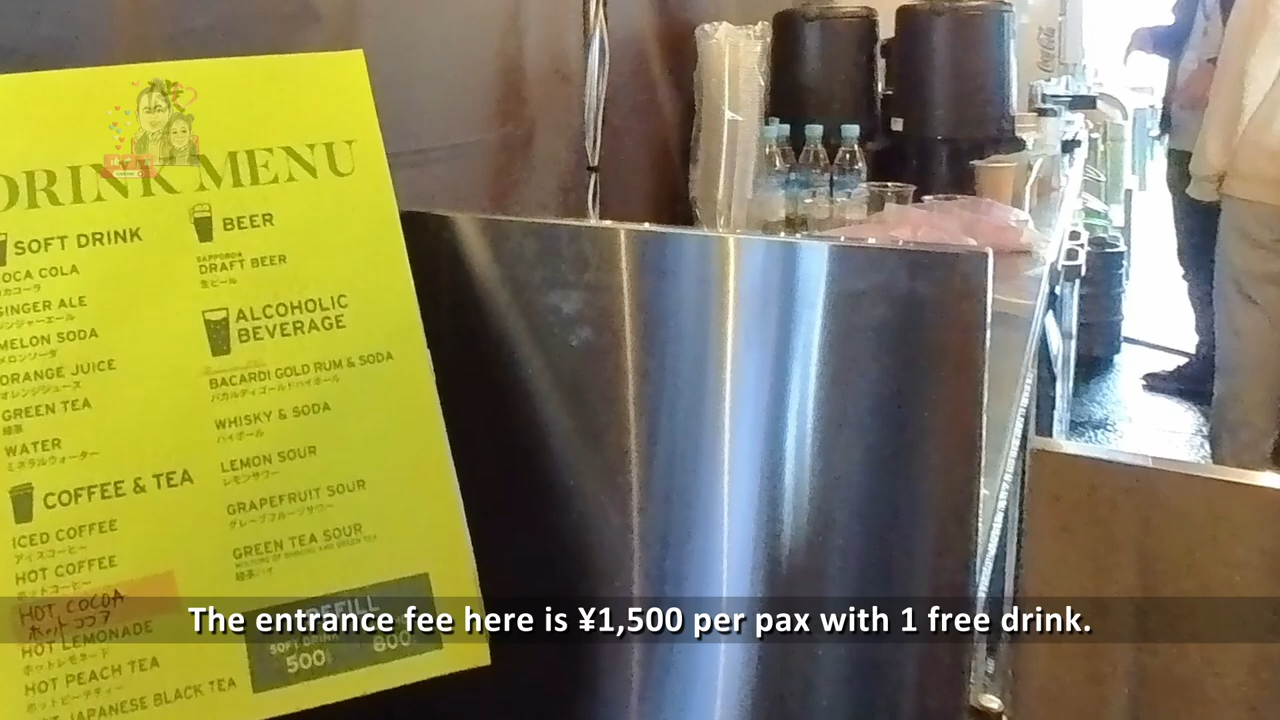 DRINK MENU
SOFT DRINK
COCA COLA
コカコーラ
GINGER ALE
ジンジャーエール
MELON SODA
メロンソーダ
ORANGE JUICE
オレンジジュース
GREEN TEA
緑茶
WATER
ミネラルウォーター
COFFEE & TEA
ICED COFFEE
アイスコーヒー
HOT COFFEE
ホットコーヒー
HOT COCOA
ホットココア
HOT LEMONADE
ホットレモネード
HOT PEACH TEA
ホットピーチティー
JAPANESE BLACK TEA
BEER
SAPPORO
DRAFT BEER
生ビール
ALCOHOLIC
BEVERAGE
BACARDI GOLD RUM & SODA
バカルディゴールドハイボール
WHISKY & SODA
ハイボール
LEMON SOUR
レモンサワー
GRAPEFRUIT SOUR
グレープフルーツサワー
GREEN TEA SOUR
緑茶ハイ
REFILL
SOFT DRINK
500
800
Coca-Cola
The entrance fee here is ¥1,500 per pax with 1 free drink.